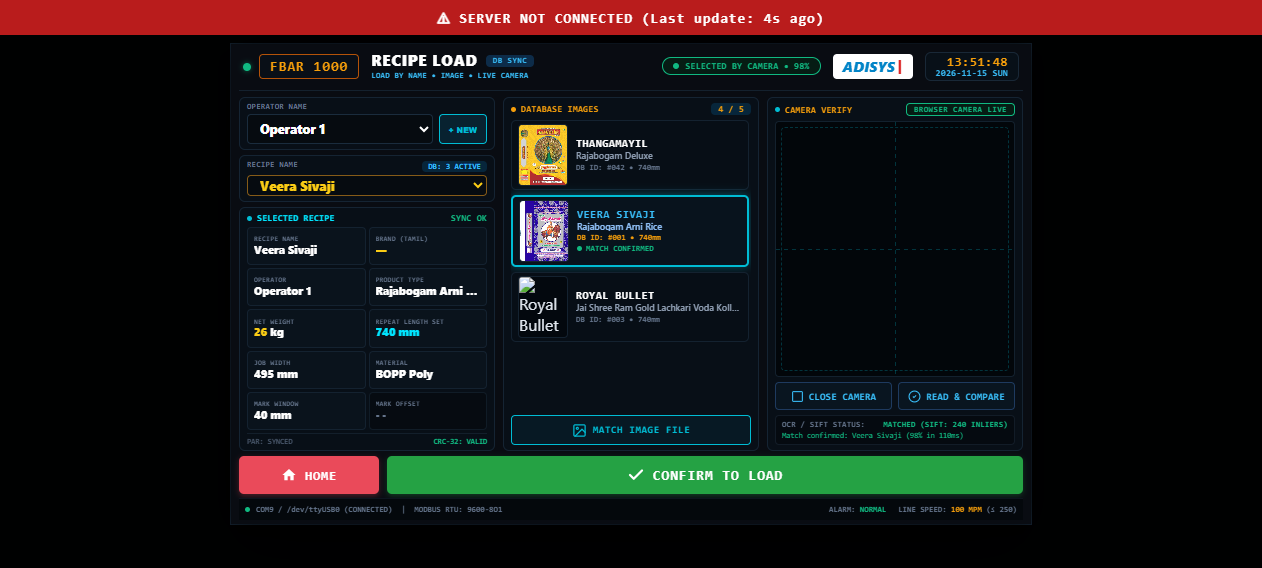 ⚠ SERVER NOT CONNECTED (Last update: 4s ago)
FBAR 1000
RECIPE LOAD
DB SYNC
LOAD BY NAME • IMAGE • LIVE CAMERA
SELECTED BY CAMERA • 98%
ADISYS
13:51:48
2026-11-15 SUN
OPERATOR NAME
Operator 1
+ NEW
RECIPE NAME
DB: 3 ACTIVE
Veera Sivaji
SELECTED RECIPE
SYNC OK
RECIPE NAME
Veera Sivaji
BRAND (TAMIL)
—
OPERATOR
Operator 1
PRODUCT TYPE
Rajabogam Arni ...
NET WEIGHT
26 kg
REPEAT LENGTH SET
740 mm
JOB WIDTH
495 mm
MATERIAL
BOPP Poly
MARK WINDOW
40 mm
MARK OFFSET
--
PAR: SYNCED
CRC-32: VALID
DATABASE IMAGES
4 / 5
THANGAMAYIL
Rajabogam Deluxe
DB ID: #042 • 740mm
VEERA SIVAJI
Rajabogam Arni Rice
DB ID: #001 • 740mm
MATCH CONFIRMED
Royal
Bullet
ROYAL BULLET
Jai Shree Ram Gold Lachkari Voda Koll...
DB ID: #003 • 740mm
MATCH IMAGE FILE
CAMERA VERIFY
BROWSER CAMERA LIVE
CLOSE CAMERA
READ & COMPARE
OCR / SIFT STATUS:
MATCHED (SIFT: 240 INLIERS)
Match confirmed: Veera Sivaji (98% in 110ms)
HOME
CONFIRM TO LOAD
COM9 / /dev/ttyUSB0 (CONNECTED) | MODBUS RTU: 9600-8O1
ALARM: NORMAL
LINE SPEED: 100 MPM (≤ 250)